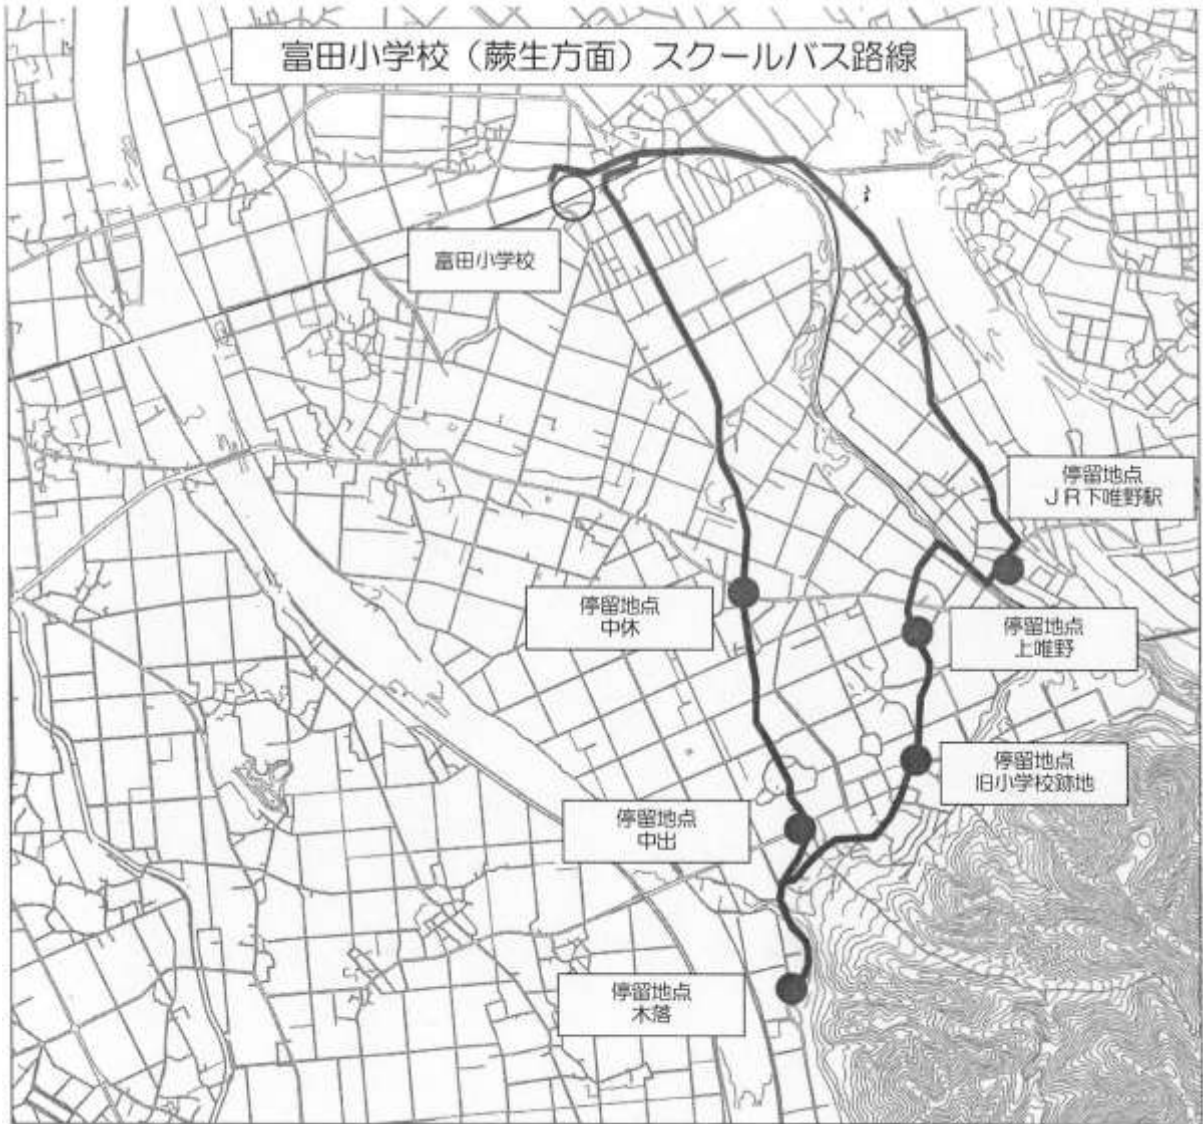 富田小学校（蕨生方面）スクールバス路線
富田小学校
停留地点
JR下唯野駅
停留地点
中休
停留地点
上唯野
停留地点
旧小学校跡地
停留地点
中出
停留地点
木落